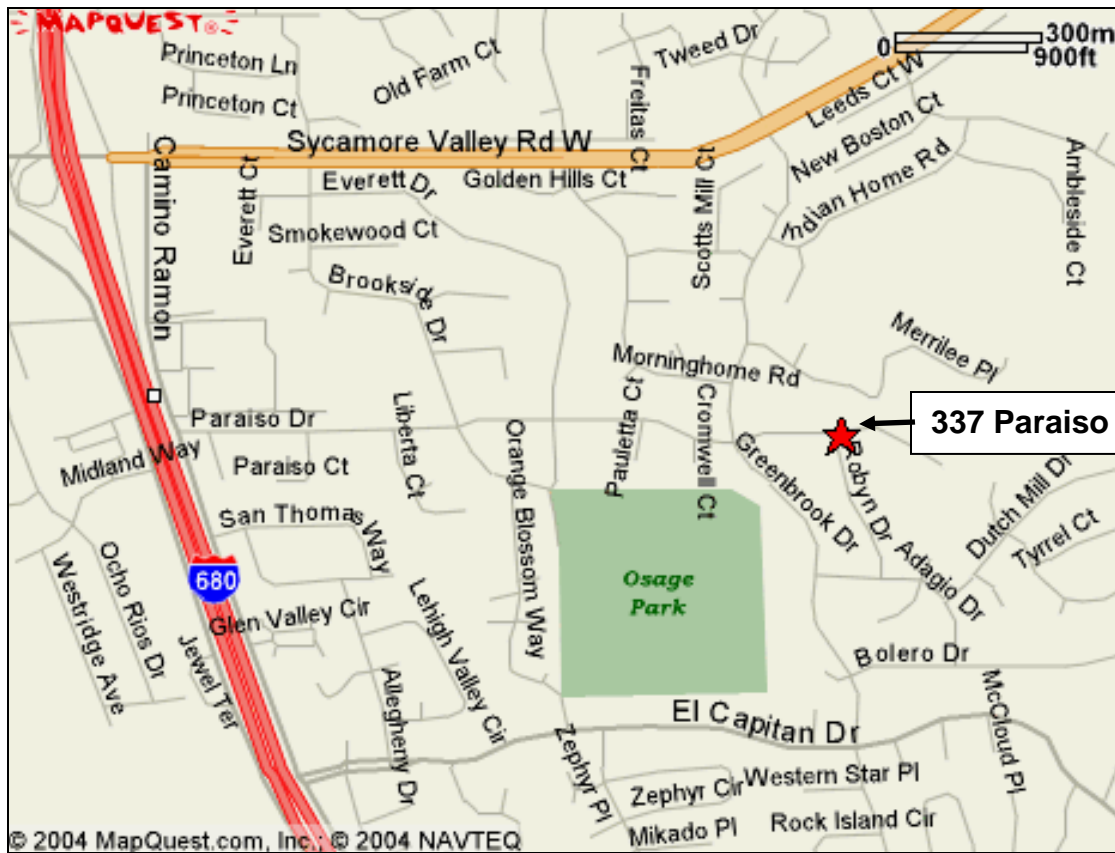 MAPQUEST®
300m
0
900ft
Princeton Ln
Old Farm Ct
Tweed Dr
Princeton Ct
Freitas Ct
Leeds Ct W
New Boston Ct
Sycamore Valley Rd W
Camino Ramon
Everett Ct
Everett Dr
Golden Hills Ct
Scotts Mill Ct
Indian Home Rd
Ambleside Ct
Smokewood Ct
Brookside Dr
Merrilee Pl
Morninghome Rd
Paraiso Dr
Liberta Ct
Orange Blossom Way
Pauletta Ct
Cromwell Ct
Greenbrook Dr
337 Paraiso
Midland Way
Paraiso Ct
Robyn Dr
Dutch Mill Dr
San Thomas Way
Tyrrel Ct
Adagio Dr
Ocho Rios Dr
Westridge Ave
680
Osage
Park
Glen Valley Cir
Lehigh Valley Cir
Jewel Ter
Allegheny Dr
Bolero Dr
El Capitan Dr
McCloud Pl
Zephyr Pl
Zephyr Cir
Western Star Pl
Mikado Pl
Rock Island Cir
© 2004 MapQuest.com, Inc.; © 2004 NAVTEQ